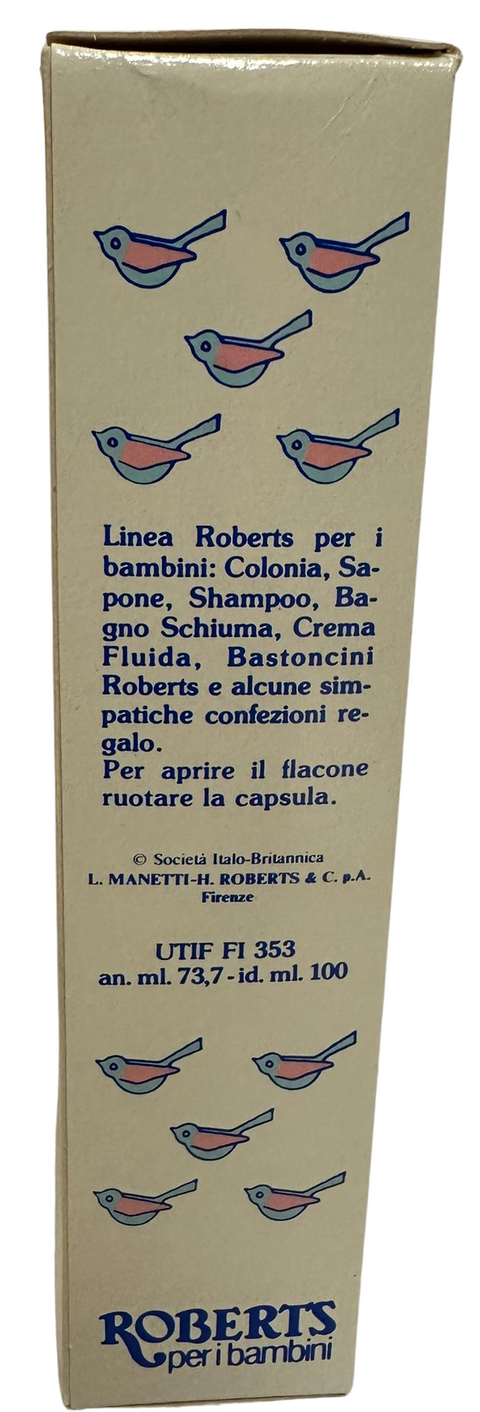 Linea Roberts per i
bambini: Colonia, Sa-
pone, Shampoo, Ba-
gno Schiuma, Crema
Fluida, Bastoncini
Roberts e alcune sim-
patiche confezioni re-
galo.
Per aprire il flacone
ruotare la capsula.
© Società Italo-Britannica
L. MANETTI-H. ROBERTS & C. p.A.
Firenze
UTIF FI 353
an. ml. 73,7-id. ml. 100
ROBERTS
per i bambini